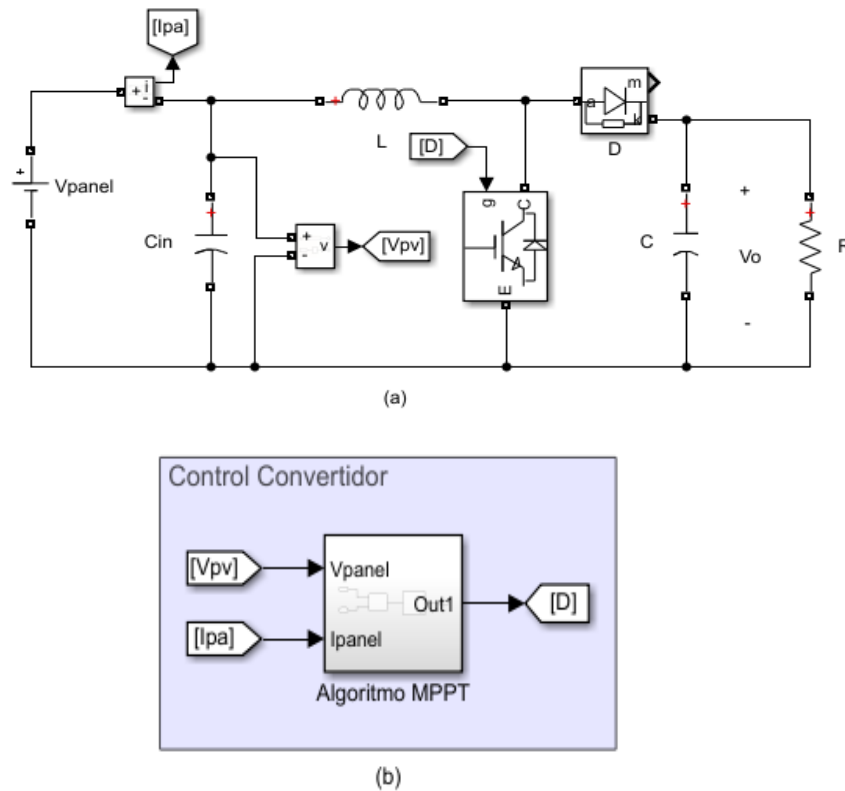 [Ipa]
+
i
-
m
a
k
D
L
[D]
+
Vpanel
g
C
E
Cin
+
-
v
[Vpv]
C
+
Vo
-
R
(a)
Control Convertidor
[Vpv]
Vpanel
Out1
[D]
[Ipa]
Ipanel
Algoritmo MPPT
(b)